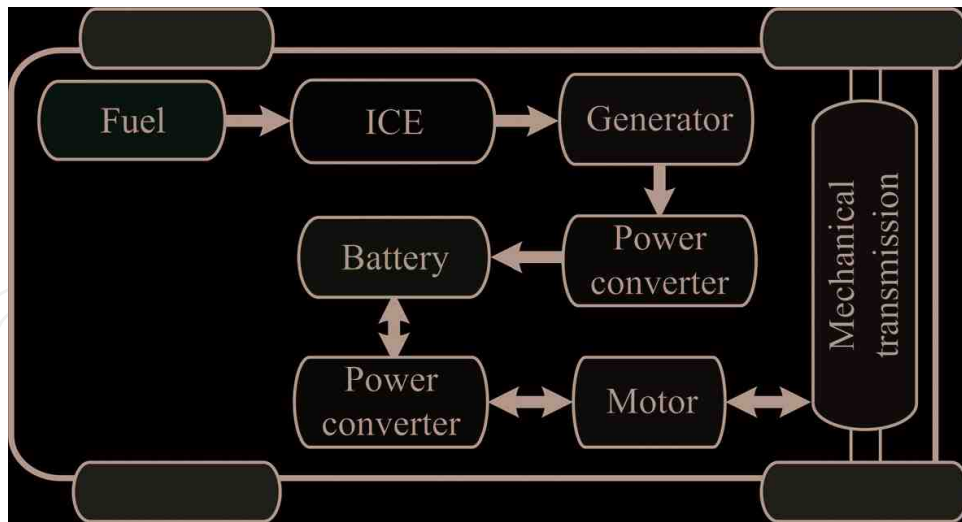 Fuel
ICE
Generator
Battery
Power
converter
Power
converter
Motor
Mechanical
transmission